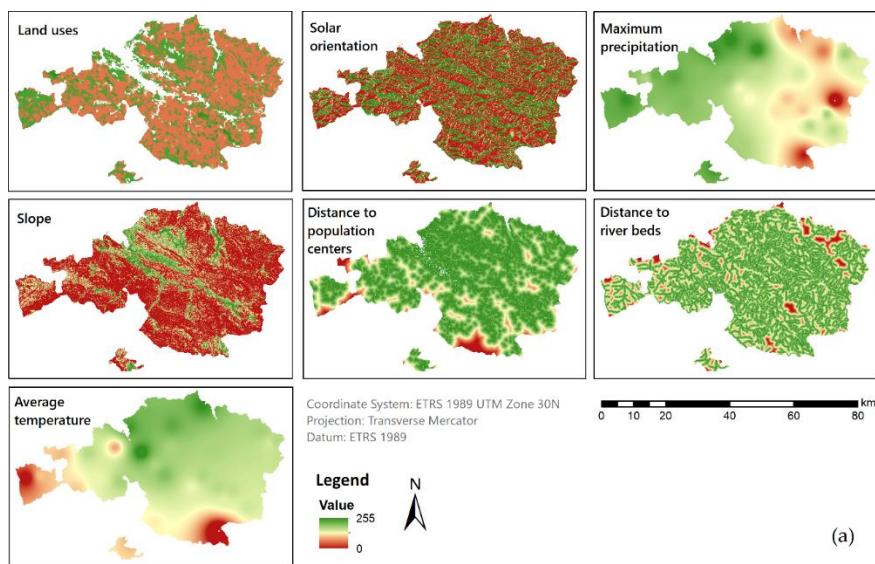 Land uses
Solar
orientation
Maximum
precipitation
Slope
Distance to
population
centers
Distance to
river beds
Average
temperature
Coordinate System: ETRS 1989 UTM Zone 30N
Projection: Transverse Mercator
Datum: ETRS 1989
km
0 10 20 40 60 80
Legend
Value
255
0
N
(a)